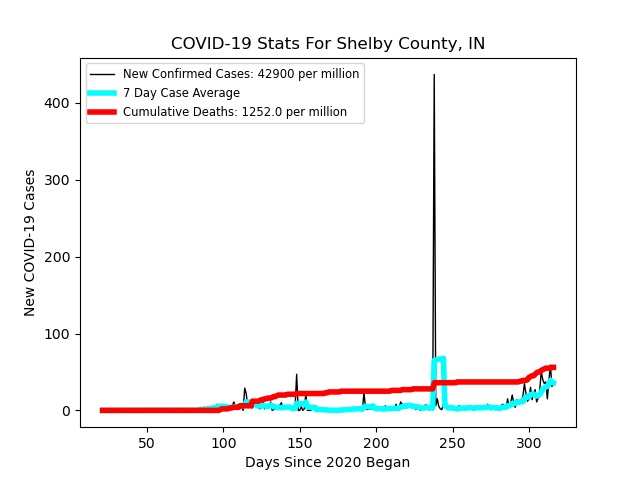 COVID-19 Stats For Shelby County, IN
New Confirmed Cases: 42900 per million
7 Day Case Average
Cumulative Deaths: 1252.0 per million
New COVID-19 Cases
400
300
200
100
0
50 100 150 200 250 300
Days Since 2020 Began